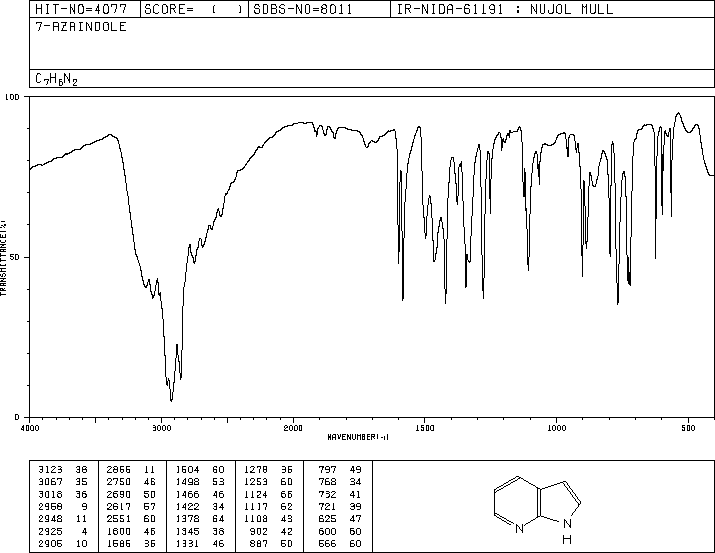 HIT-NO=4077 SCORE= ( ) SDBS-NO=8011 IR-NIDA-61191 : NUJOL MULL
7-AZAINDOLE
C7H6N2
100
TRANSMITTANCE(%)
50
0
4000 3000 2000 1500 1000 500
WAVENUMBER(-1)
3123 38 2866 11 1604 60 1278 35 797 49
3067 35 2750 46 1498 53 1253 60 768 34
3018 36 2690 50 1466 46 1124 66 732 41
2958 9 2617 57 1422 34 1117 62 721 39
2948 11 2551 60 1378 64 1108 43 625 47
2925 4 1600 46 1345 38 902 42 600 60
2905 10 1585 35 1331 46 887 50 566 60
N
N
H